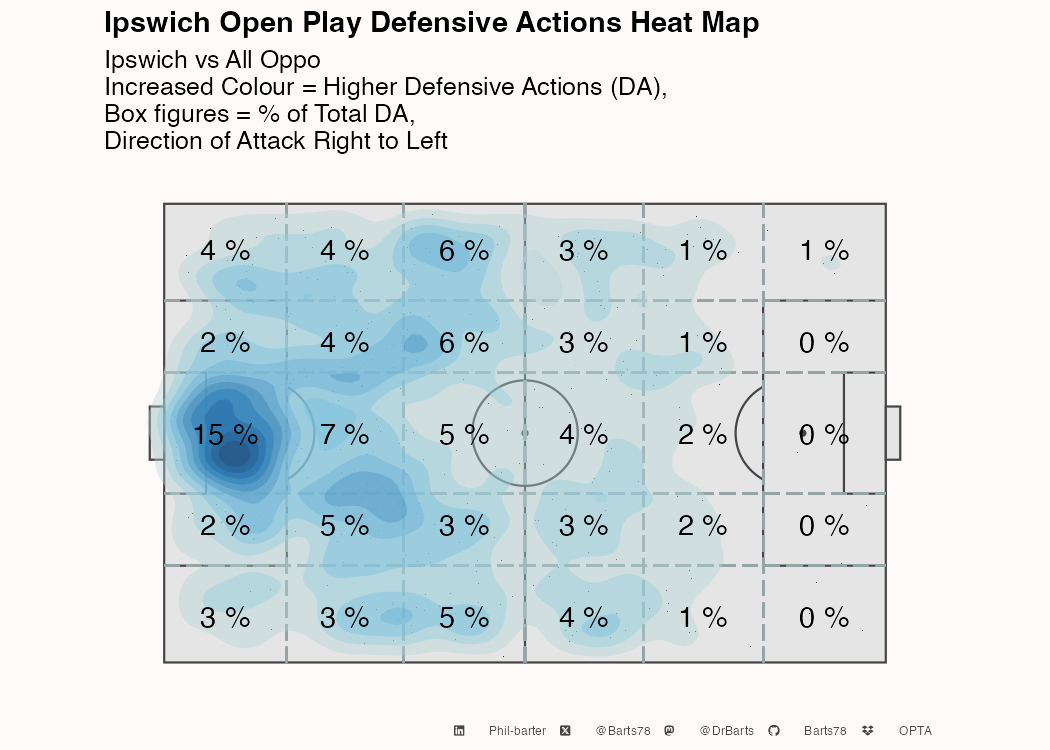 Ipswich Open Play Defensive Actions Heat Map
Ipswich vs All Oppo
Increased Colour = Higher Defensive Actions (DA),
Box figures = % of Total DA,
Direction of Attack Right to Left
4 % 4 % 6 % 3 % 1 % 1 %
2 % 4 % 6 % 3 % 1 % 0 %
15 % 7 % 5 % 4 % 2 % 0 %
2 % 5 % 3 % 3 % 2 % 0 %
3 % 3 % 5 % 4 % 1 % 0 %
Phil-barter @Barts78 @DrBarts Barts78 OPTA